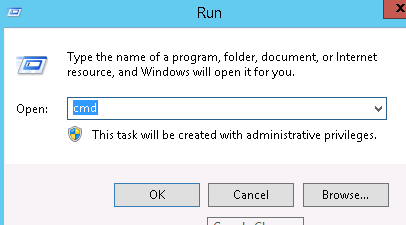 Run
Type the name of a program, folder, document, or Internet
resource, and Windows will open it for you.
Open: cmd
This task will be created with administrative privileges.
OK Cancel Browse...